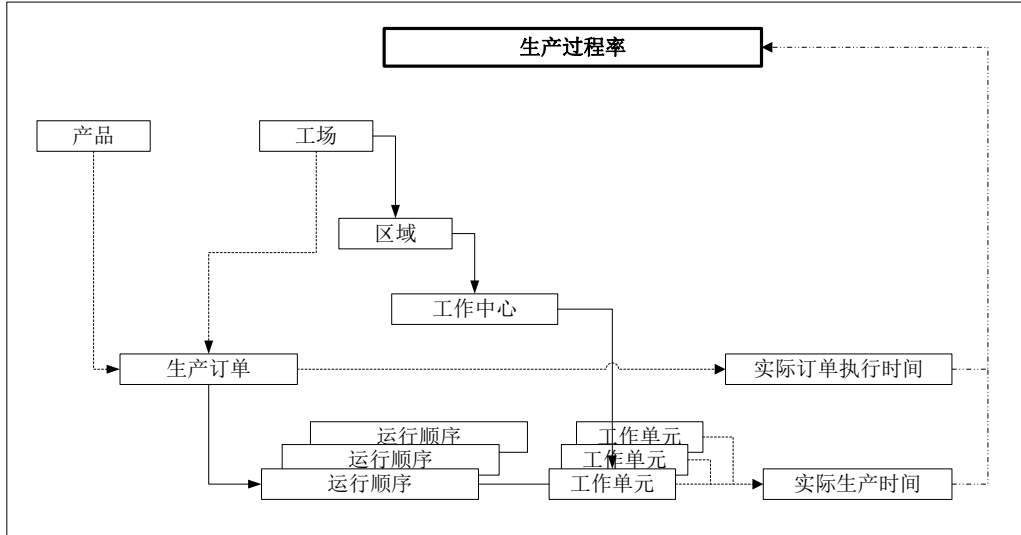 生产过程率
产品
工场
区域
工作中心
生产订单
实际订单执行时间
运行顺序
工作单元
运行顺序
工作单元
运行顺序
工作单元
实际生产时间